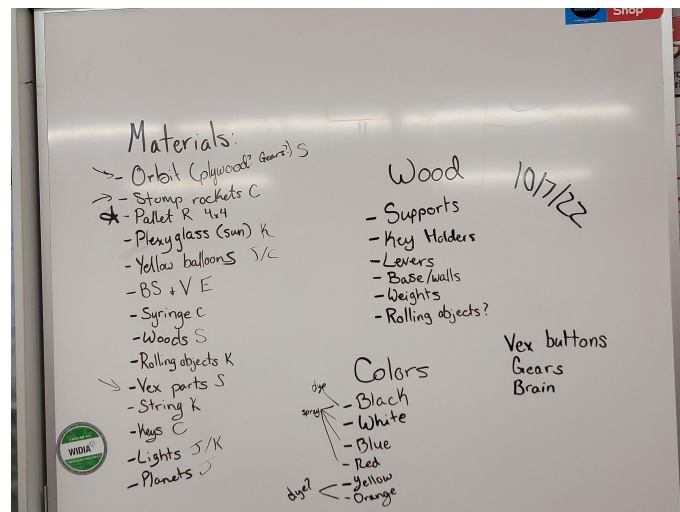 Shop
Materials:
- Orbit (plywood? Gears?) S
- Stomp rockets C
- Pallet R 4x4
- Plexyglass (sun) K
- Yellow balloons J/C
- BS + V E
- Syringe C
- Woods S
- Rolling objects K
- Vex parts S
- String K
- Keys C
- Lights J/K
- Planets J
WIDIA
Wood
10/7/22
- Supports
- Key Holders
- Levers
- Base/walls
- Weights
- Rolling objects?
Vex buttons
Gears
Brain
Colors
dye
spray
- Black
- White
- Blue
- Red
dye?
- Yellow
- Orange